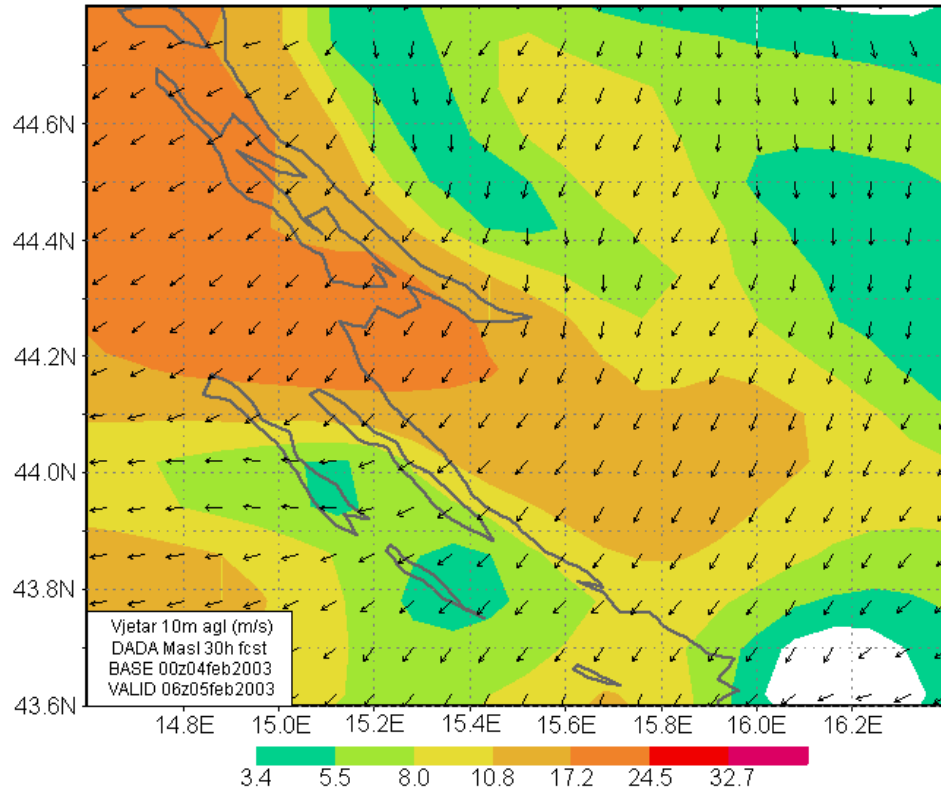 44.6N
44.4N
44.2N
44.0N
43.8N
43.6N
Vjetar 10m agl (m/s)
DADA Masl 30h fcst
BASE 00z04feb2003
VALID 06z05feb2003
14.8E 15.0E 15.2E 15.4E 15.6E 15.8E 16.0E 16.2E
3.4 5.5 8.0 10.8 17.2 24.5 32.7